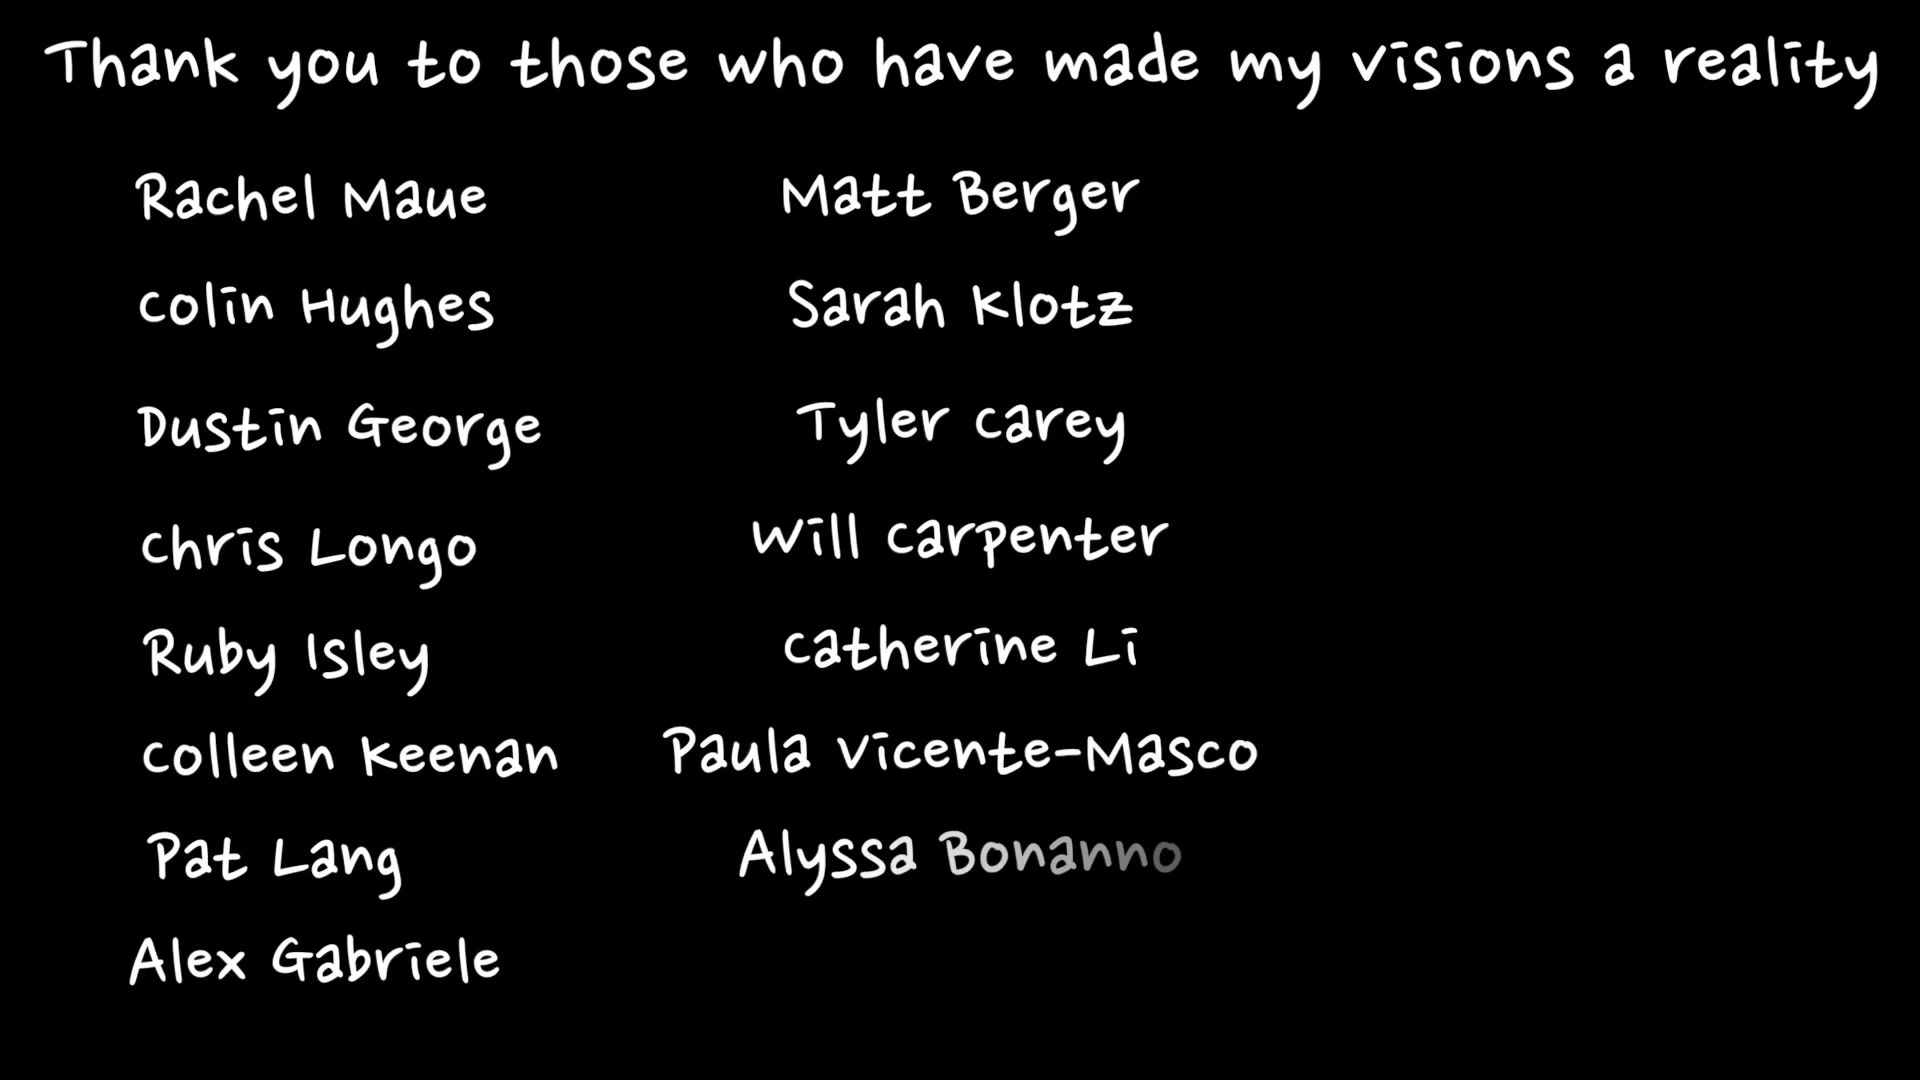 Thank you to those who have made my visions a reality
Rachel Maue
Colin Hughes
Dustin George
Chris Longo
Ruby Isley
Colleen Keenan
Pat Lang
Alex Gabriele
Matt Berger
Sarah Klotz
Tyler Carey
Will Carpenter
Catherine Li
Paula Vicente-Masco
Alyssa Bonanno